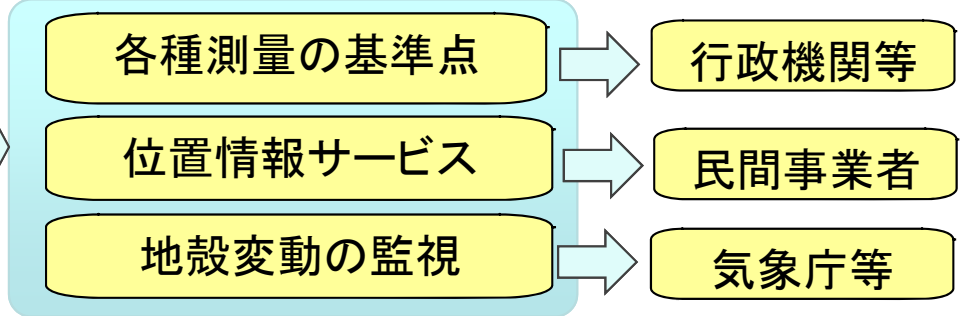 各種測量の基準点
行政機関等
位置情報サービス
民間事業者
地殻変動の監視
気象庁等